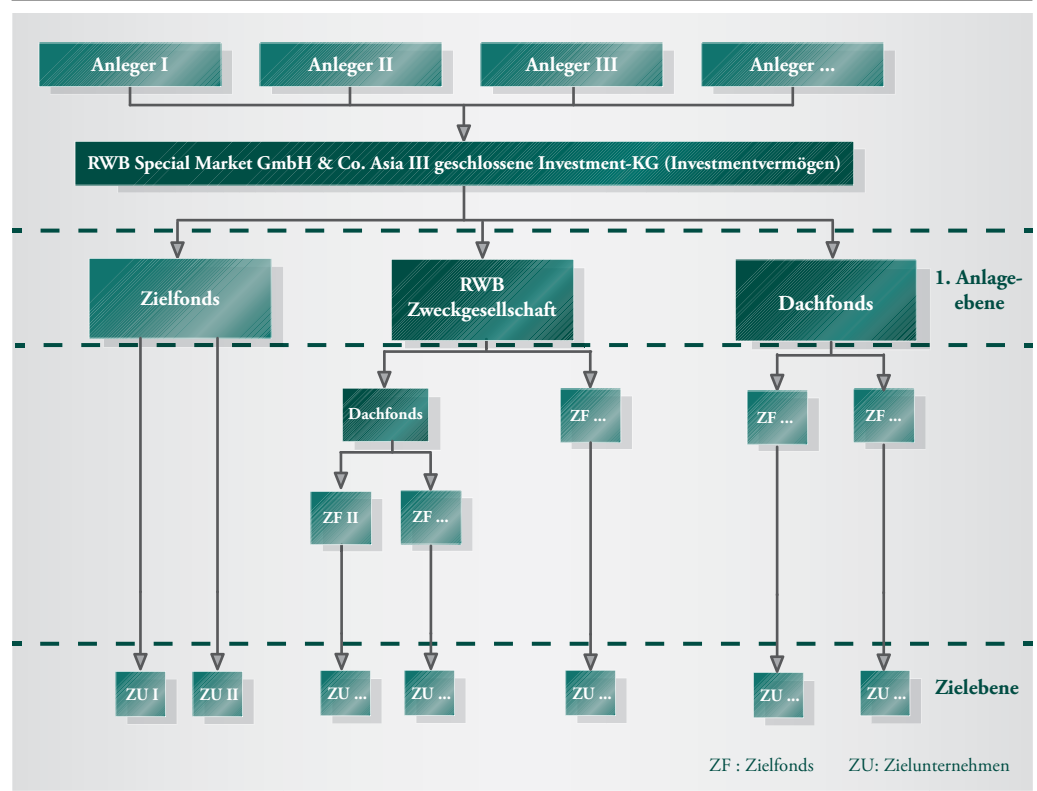 Anleger I
Anleger II
Anleger III
Anleger ...
RWB Special Market GmbH & Co. Asia III geschlossene Investment-KG (Investmentvermögen)
Zielfonds
RWB
Zweckgesellschaft
Dachfonds
1. Anlage-
ebene
Dachfonds
ZF ...
ZF ...
ZF ...
ZF II
ZF ...
ZU I
ZU II
ZU ...
ZU ...
ZU ...
ZU ...
ZU ...
Zielebene
ZF : Zielfonds
ZU: Zielunternehmen